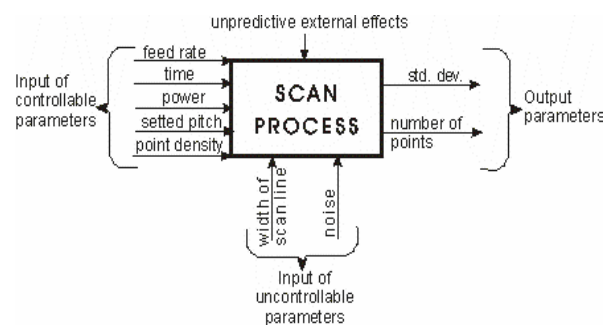 unpredictive external effects
feed rate
time
power
setted pitch
point density
Input of
controllable
parameters
SCAN
PROCESS
std. dev.
number of
points
Output
parameters
width of
scan line
noise
Input of
uncontrollable
parameters